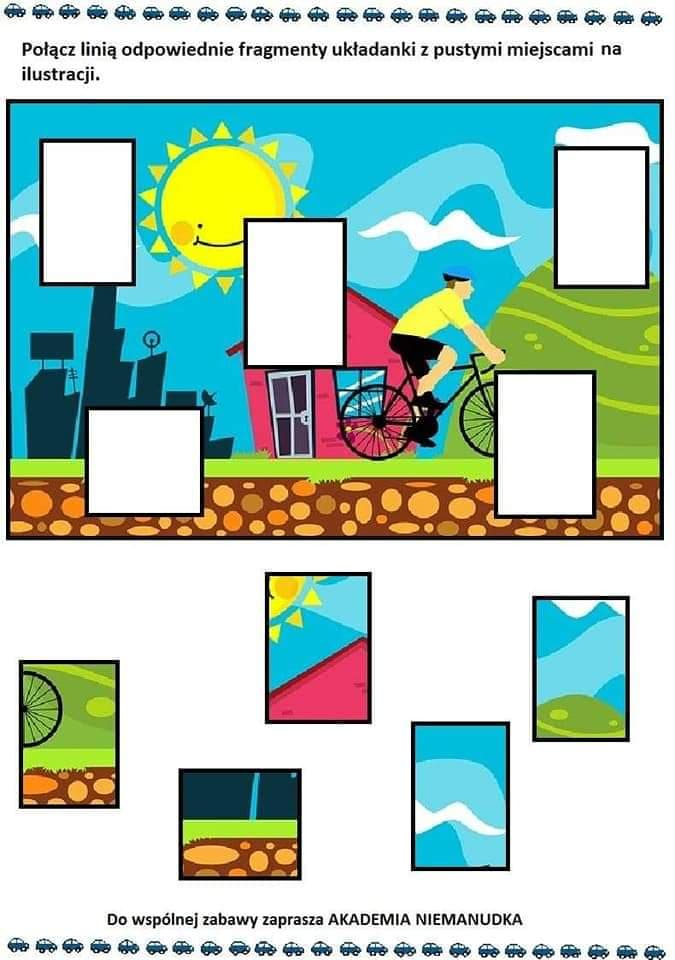 Połącz linią odpowiednie fragmenty układanki z pustymi miejscami na
ilustracji.
Do wspólnej zabawy zaprasza AKADEMIA NIEMANUDKA